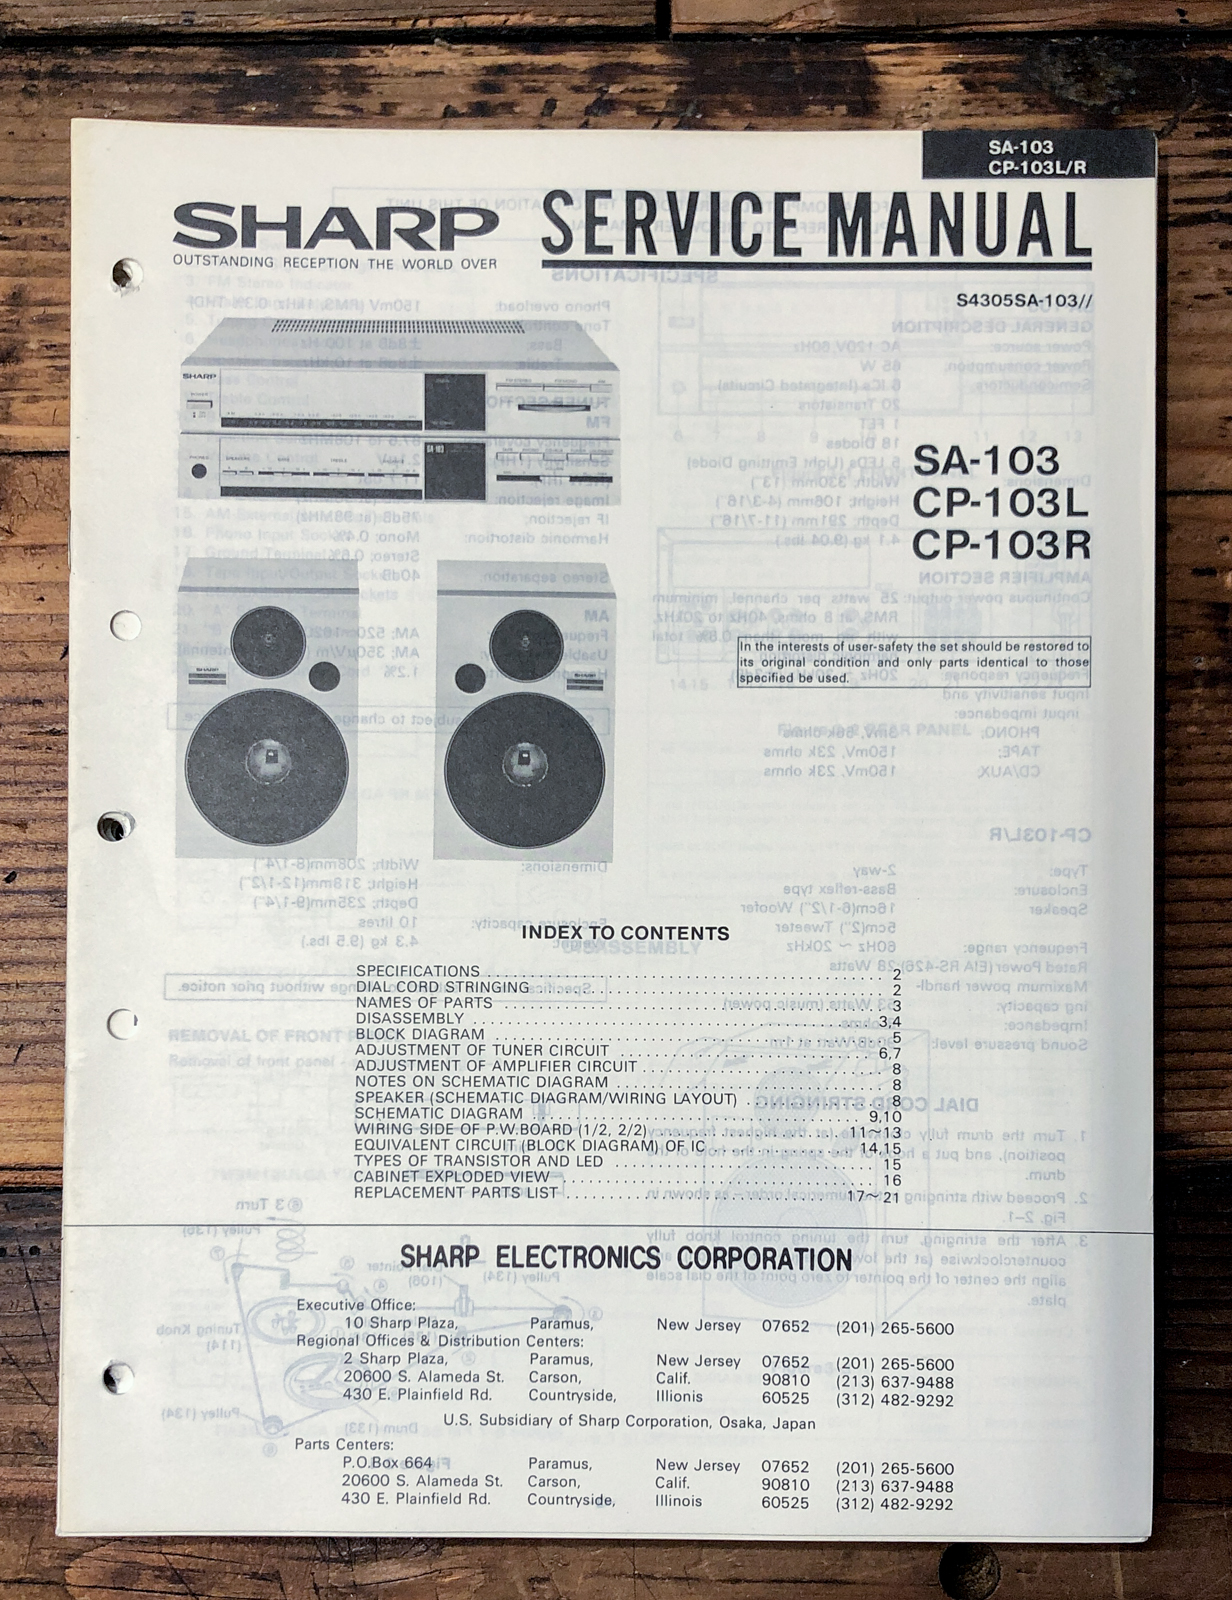 SA-103
CP-103L/R
SHARP
OUTSTANDING RECEPTION THE WORLD OVER
SERVICE MANUAL
S4305SA-103//
SHARP
SA-103
SA-103
CP-103L
CP-103R
SHARP
SHARP
In the interests of user-safety the set should be restored to
its original condition and only parts identical to those
specified be used.
INDEX TO CONTENTS
SPECIFICATIONS 2
DIAL CORD STRINGING 2
NAMES OF PARTS 3
DISASSEMBLY 3,4
BLOCK DIAGRAM 5
ADJUSTMENT OF TUNER CIRCUIT 6,7
ADJUSTMENT OF AMPLIFIER CIRCUIT 8
NOTES ON SCHEMATIC DIAGRAM 8
SPEAKER (SCHEMATIC DIAGRAM/WIRING LAYOUT) 8
SCHEMATIC DIAGRAM 9,10
WIRING SIDE OF P.W.BOARD (1/2, 2/2) 11~13
EQUIVALENT CIRCUIT (BLOCK DIAGRAM) OF IC 14,15
TYPES OF TRANSISTOR AND LED 15
CABINET EXPLODED VIEW 16
REPLACEMENT PARTS LIST 17~21
SHARP ELECTRONICS CORPORATION
Executive Office:
10 Sharp Plaza, Paramus, New Jersey 07652 (201) 265-5600
Regional Offices & Distribution Centers:
2 Sharp Plaza, Paramus, New Jersey 07652 (201) 265-5600
20600 S. Alameda St. Carson, Calif. 90810 (213) 637-9488
430 E. Plainfield Rd. Countryside, Illionis 60525 (312) 482-9292
U.S. Subsidiary of Sharp Corporation, Osaka, Japan
Parts Centers:
P.O.Box 664 Paramus, New Jersey 07652 (201) 265-5600
20600 S. Alameda St. Carson, Calif. 90810 (213) 637-9488
430 E. Plainfield Rd. Countryside, Illinois 60525 (312) 482-9292